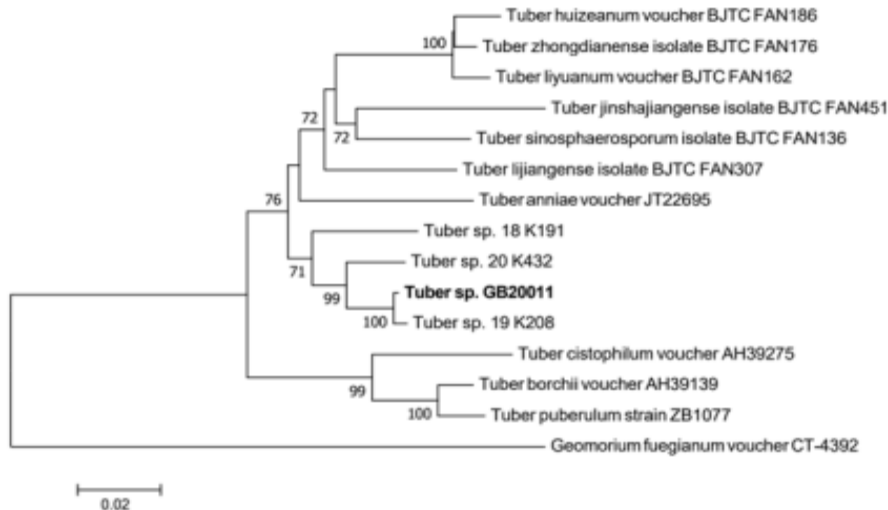 Tuber huizeanum voucher BJTC FAN186
100
Tuber zhongdianense isolate BJTC FAN176
Tuber liyuanum voucher BJTC FAN162
Tuber jinshajiangense isolate BJTC FAN451
72
72
Tuber sinosphaerosporum isolate BJTC FAN136
Tuber lijiangense isolate BJTC FAN307
76
Tuber anniae voucher JT22695
Tuber sp. 18 K191
71
Tuber sp. 20 K432
99
Tuber sp. GB20011
100
Tuber sp. 19 K208
Tuber cistophilum voucher AH39275
99
Tuber borchii voucher AH39139
100
Tuber puberulum strain ZB1077
Geomorium fuegianum voucher CT-4392
0.02